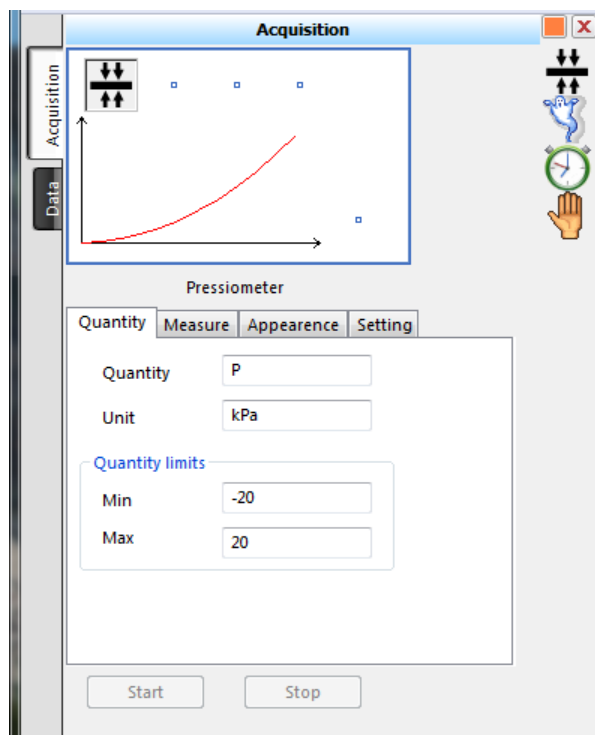 Acquisition
Acquisition
Data
Pressiometer
Quantity Measure Appearence Setting
Quantity P
Unit kPa
Quantity limits
Min -20
Max 20
Start Stop